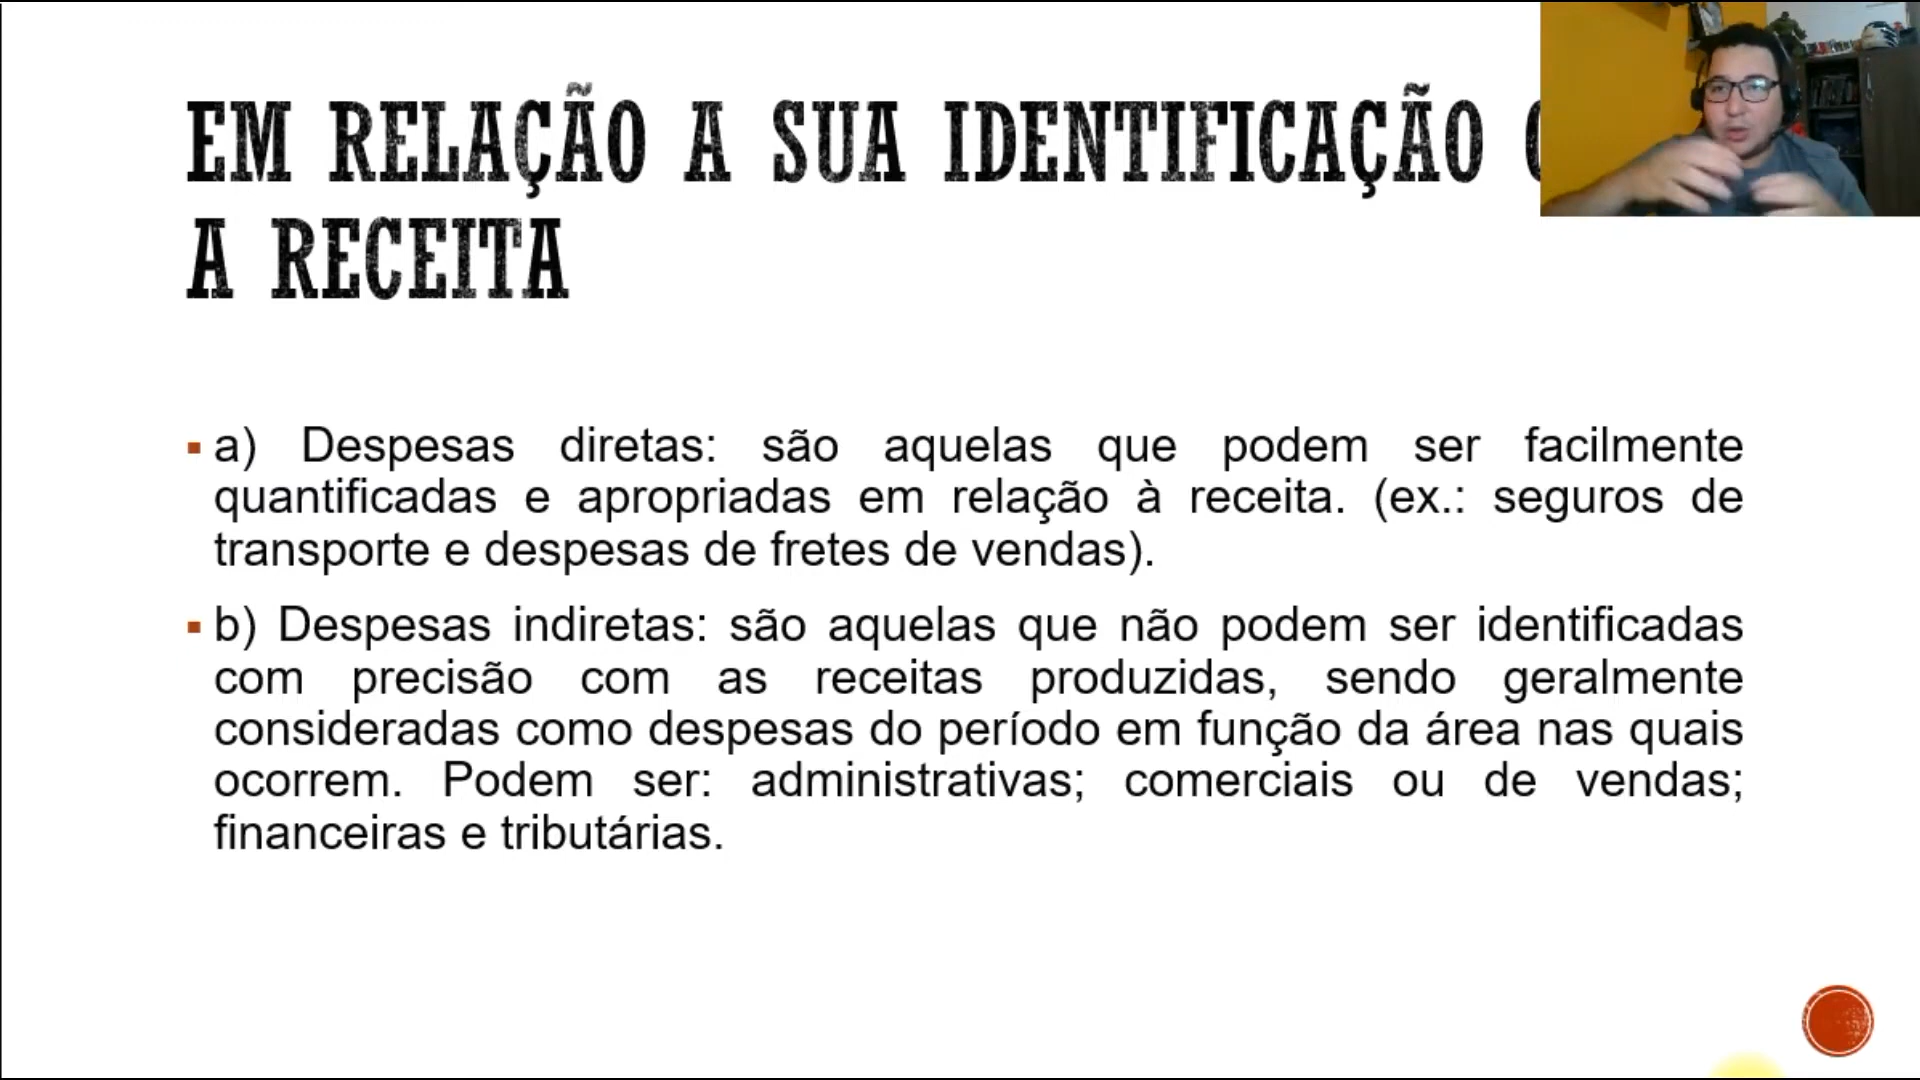 EM RELAÇÃO A SUA IDENTIFICAÇÃO
A RECEITA
a) Despesas diretas: são aquelas que podem ser facilmente
quantificadas e apropriadas em relação à receita. (ex.: seguros de
transporte e despesas de fretes de vendas).
b) Despesas indiretas: são aquelas que não podem ser identificadas
com precisão com as receitas produzidas, sendo geralmente
consideradas como despesas do período em função da área nas quais
ocorrem. Podem ser: administrativas; comerciais ou de vendas;
financeiras e tributárias.